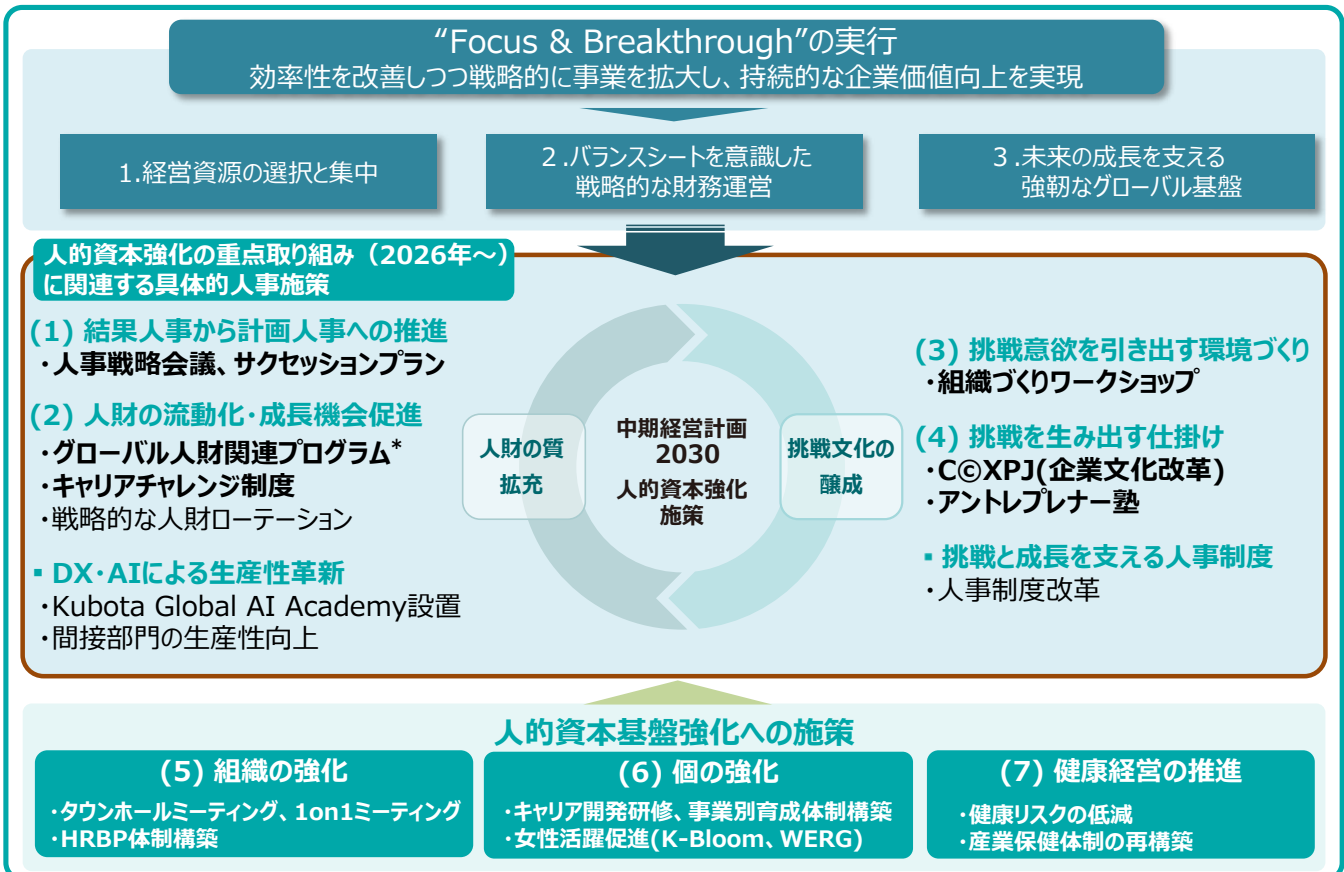 “Focus & Breakthrough”の実行
効率性を改善しつつ戦略的に事業を拡大し、持続的な企業価値向上を実現
1.経営資源の選択と集中
2.バランスシートを意識した
戦略的な財務運営
3.未来の成長を支える
強靭なグローバル基盤
人的資本強化の重点取り組み（2026年～）
に関連する具体的人事施策
(1) 結果人事から計画人事への推進
・人事戦略会議、サクセッションプラン
(2) 人財の流動化・成長機会促進
・グローバル人財関連プログラム*
・キャリアチャレンジ制度
・戦略的な人財ローテーション
▪ DX・AIによる生産性革新
・Kubota Global AI Academy設置
・間接部門の生産性向上
人財の質
拡充
中期経営計画
2030
人的資本強化
施策
挑戦文化の
醸成
(3) 挑戦意欲を引き出す環境づくり
・組織づくりワークショップ
(4) 挑戦を生み出す仕掛け
・C©XPJ(企業文化改革)
・アントレプレナー塾
▪ 挑戦と成長を支える人事制度
・人事制度改革
人的資本基盤強化への施策
(5) 組織の強化
・タウンホールミーティング、1on1ミーティング
・HRBP体制構築
(6) 個の強化
・キャリア開発研修、事業別育成体制構築
・女性活躍促進(K-Bloom、WERG)
(7) 健康経営の推進
・健康リスクの低減
・産業保健体制の再構築